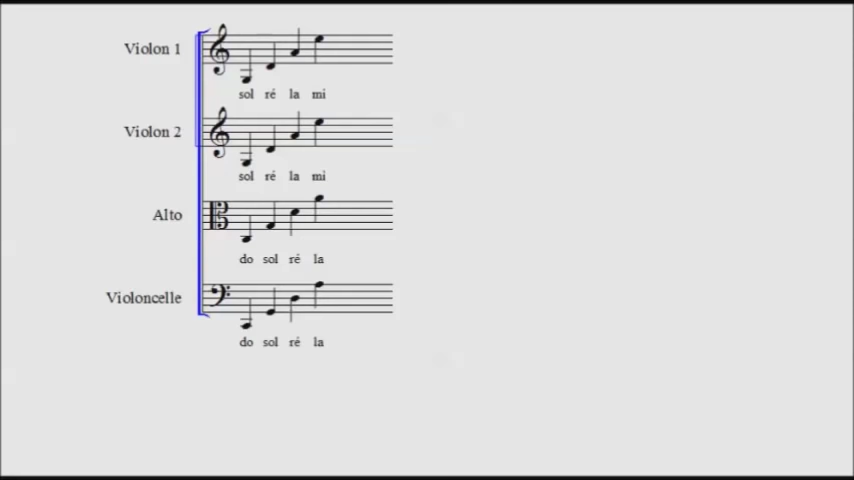 Violon 1
sol ré la mi
Violon 2
sol ré la mi
Alto
do sol ré la
Violoncelle
do sol ré la